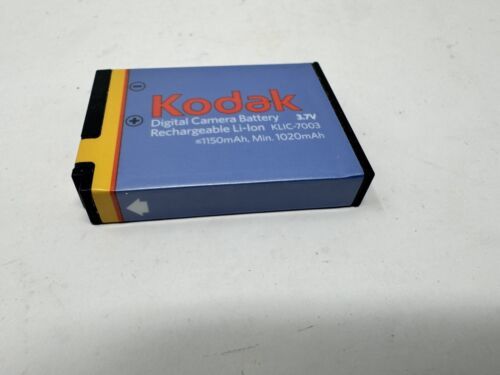 Kodak
Digital Camera Battery 3.7V
Rechargeable Li-Ion KLIC-7003
≤1150mAh, Min. 1020mAh